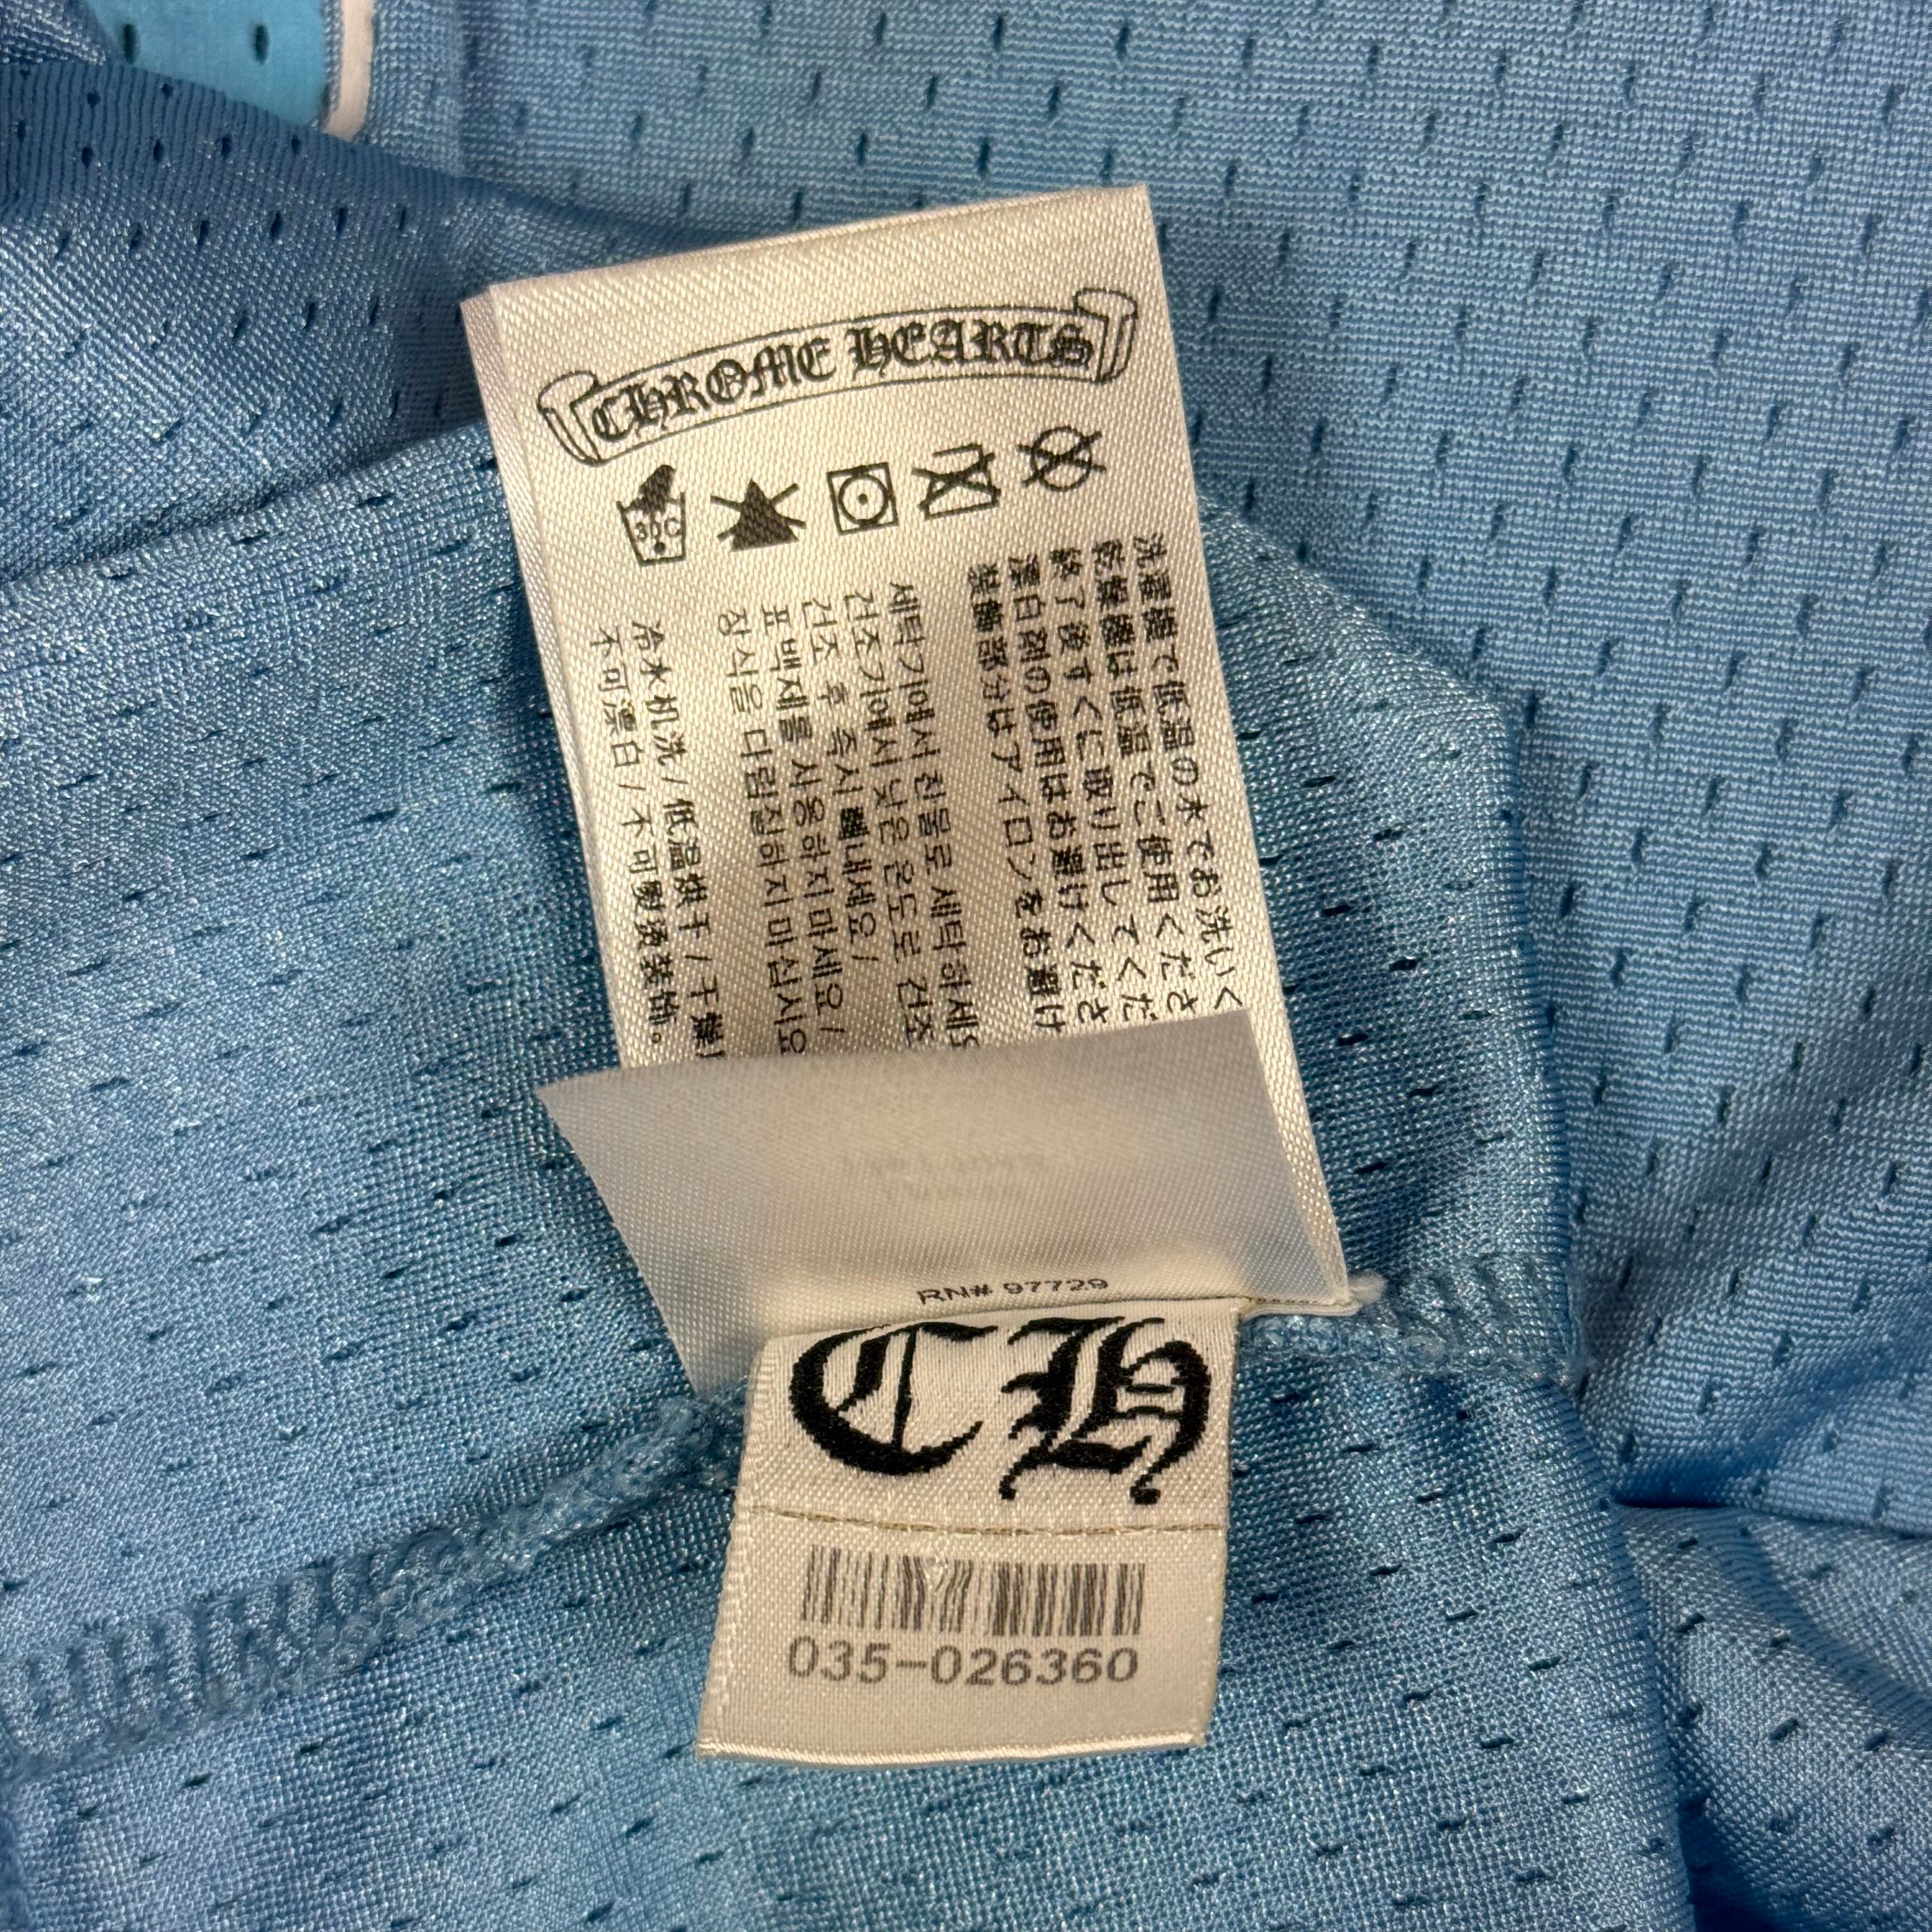 CHROME HEARTS
30C
洗濯機で低温の水でお洗いく
乾燥機は低温でご使用くださ
終了後すぐに取り出してくだ
漂白剤の使用はお避けくださ
装飾部分はアイロンをお避け
세탁기에서 찬물로 세탁하세요
건조기에서 낮은 온도로 건조
건조 후 즉시 빼내세요/
표백제를 사용하지마세요/
장식을 다림질하지마십시오
冷水机洗/低温烘干/干燥
不可漂白/不可熨烫装饰。
RN# 97729
CH
035-026360